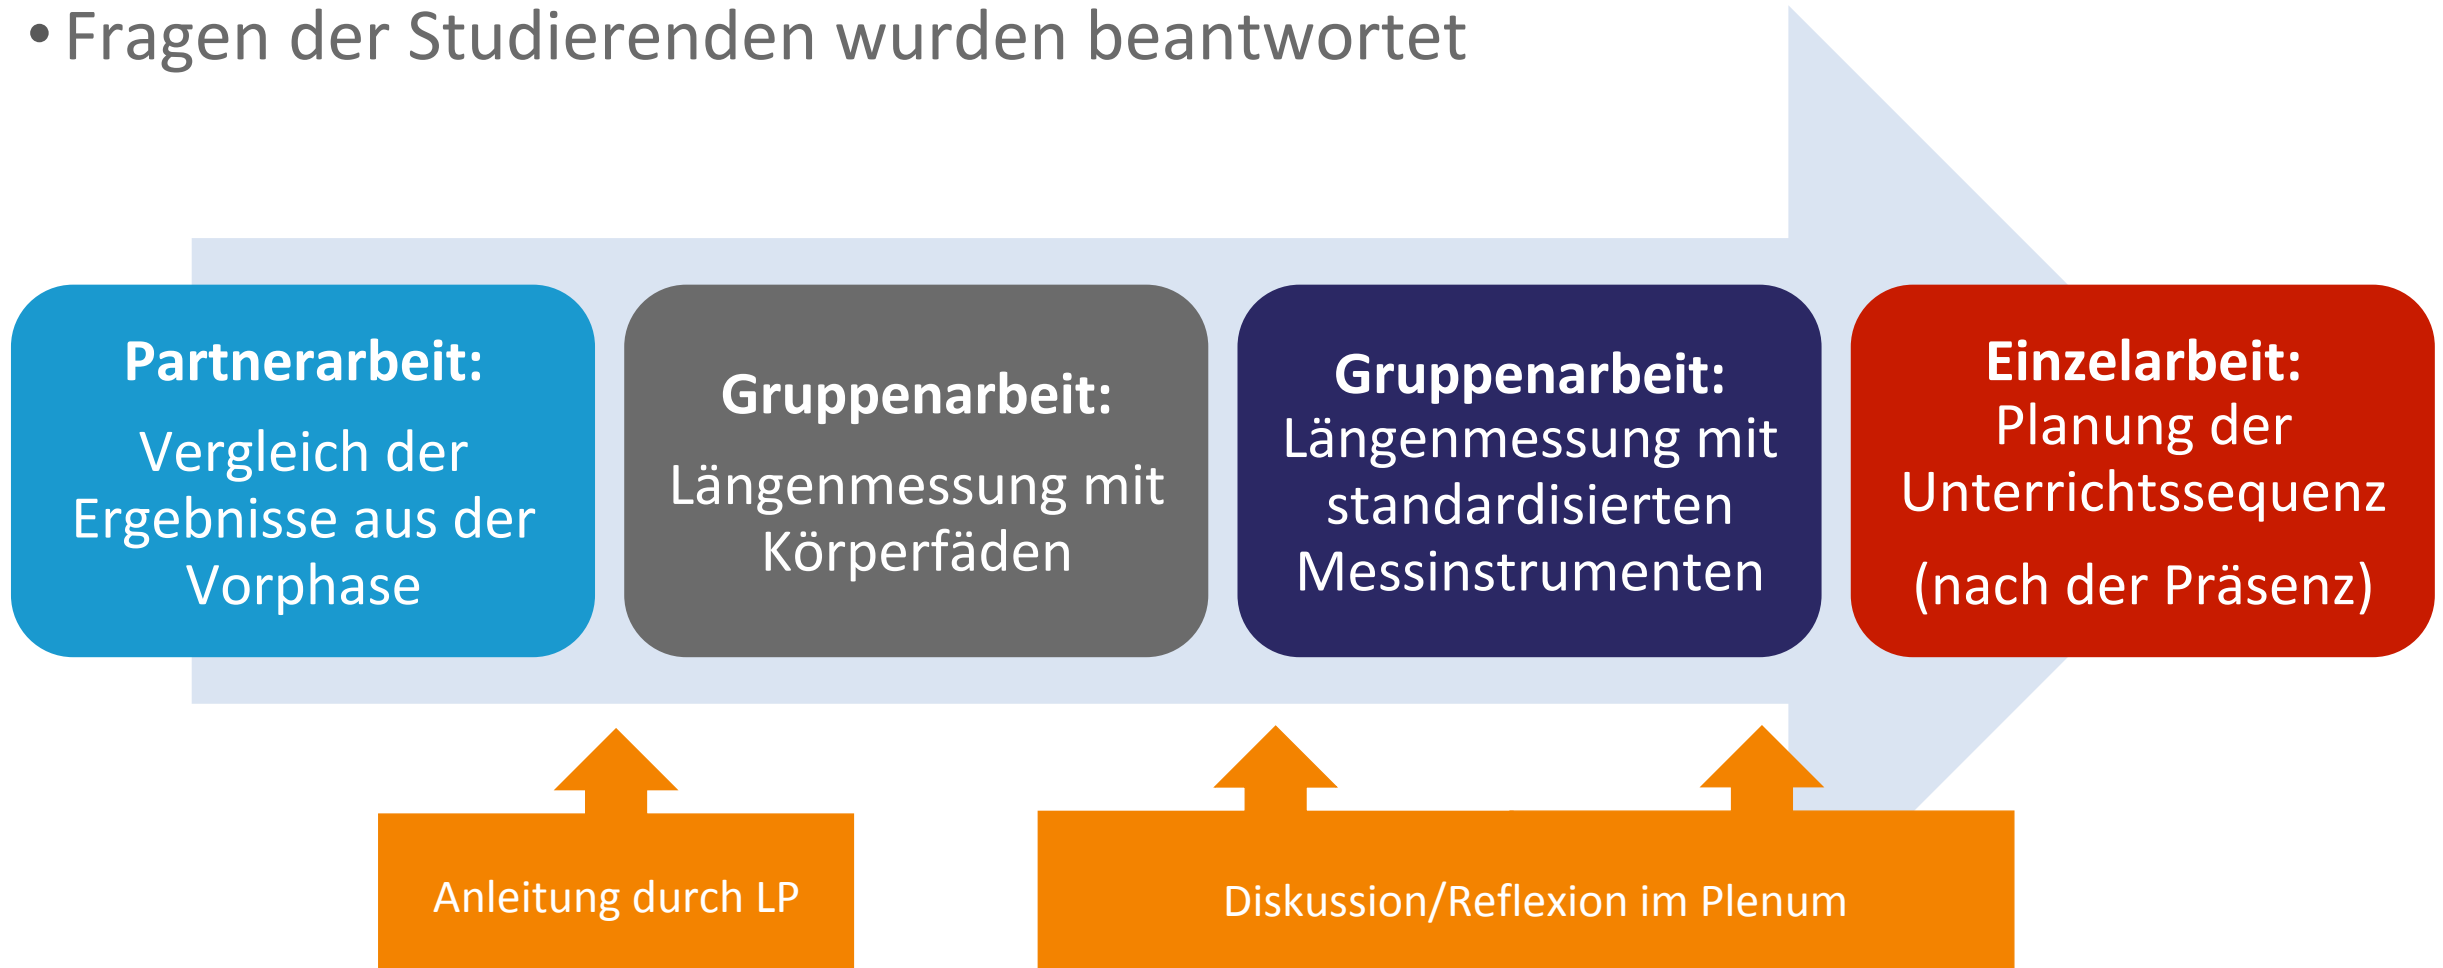 • Fragen der Studierenden wurden beantwortet
Partnerarbeit:
Vergleich der
Ergebnisse aus der
Vorphase
Gruppenarbeit:
Längenmessung mit
Körperfäden
Gruppenarbeit:
Längenmessung mit
standardisierten
Messinstrumenten
Einzelarbeit:
Planung der
Unterrichtssequenz
(nach der Präsenz)
Anleitung durch LP
Diskussion/Reflexion im Plenum